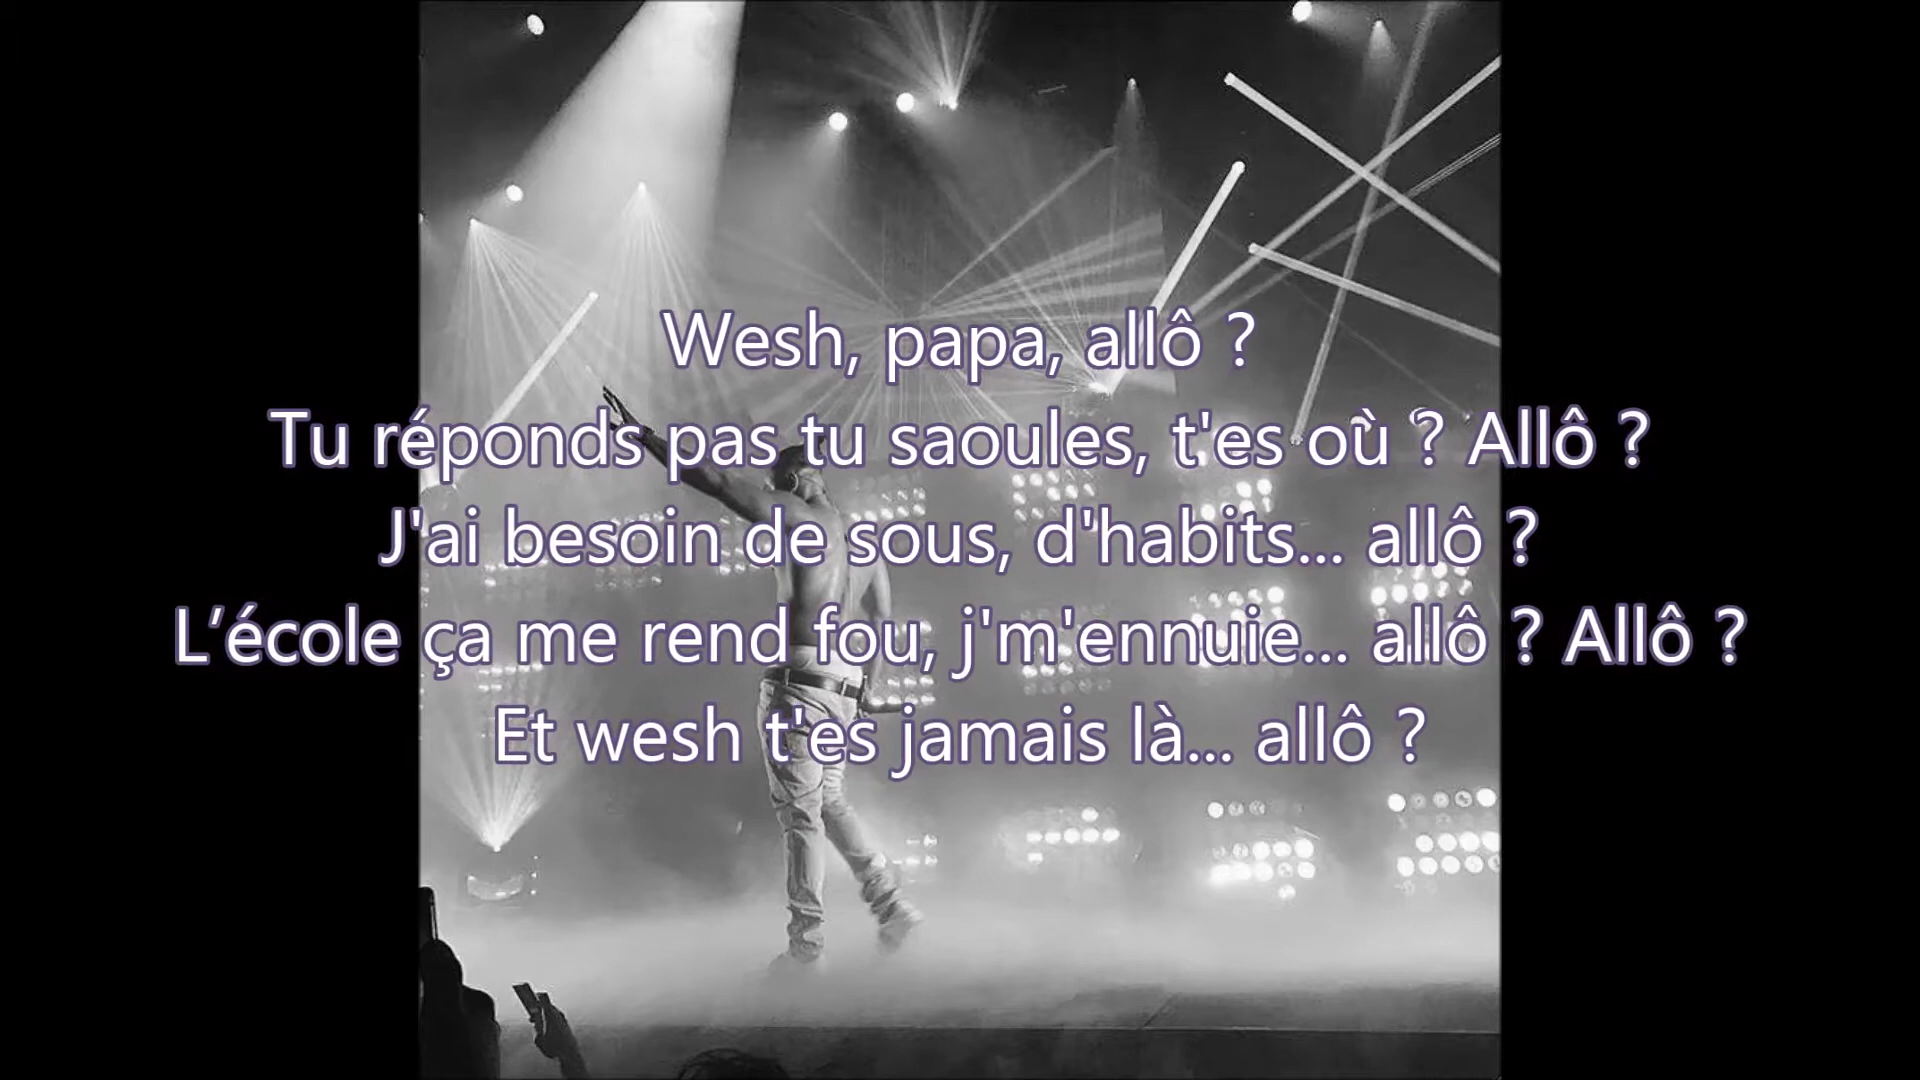 Wesh, papa, allô ?
Tu réponds pas tu saoules, t'es où ? Allô ?
J'ai besoin de sous, d'habits... allô ?
L’école ça me rend fou, j'm'ennuie... allô ? Allô ?
Et wesh t'es jamais là... allô ?